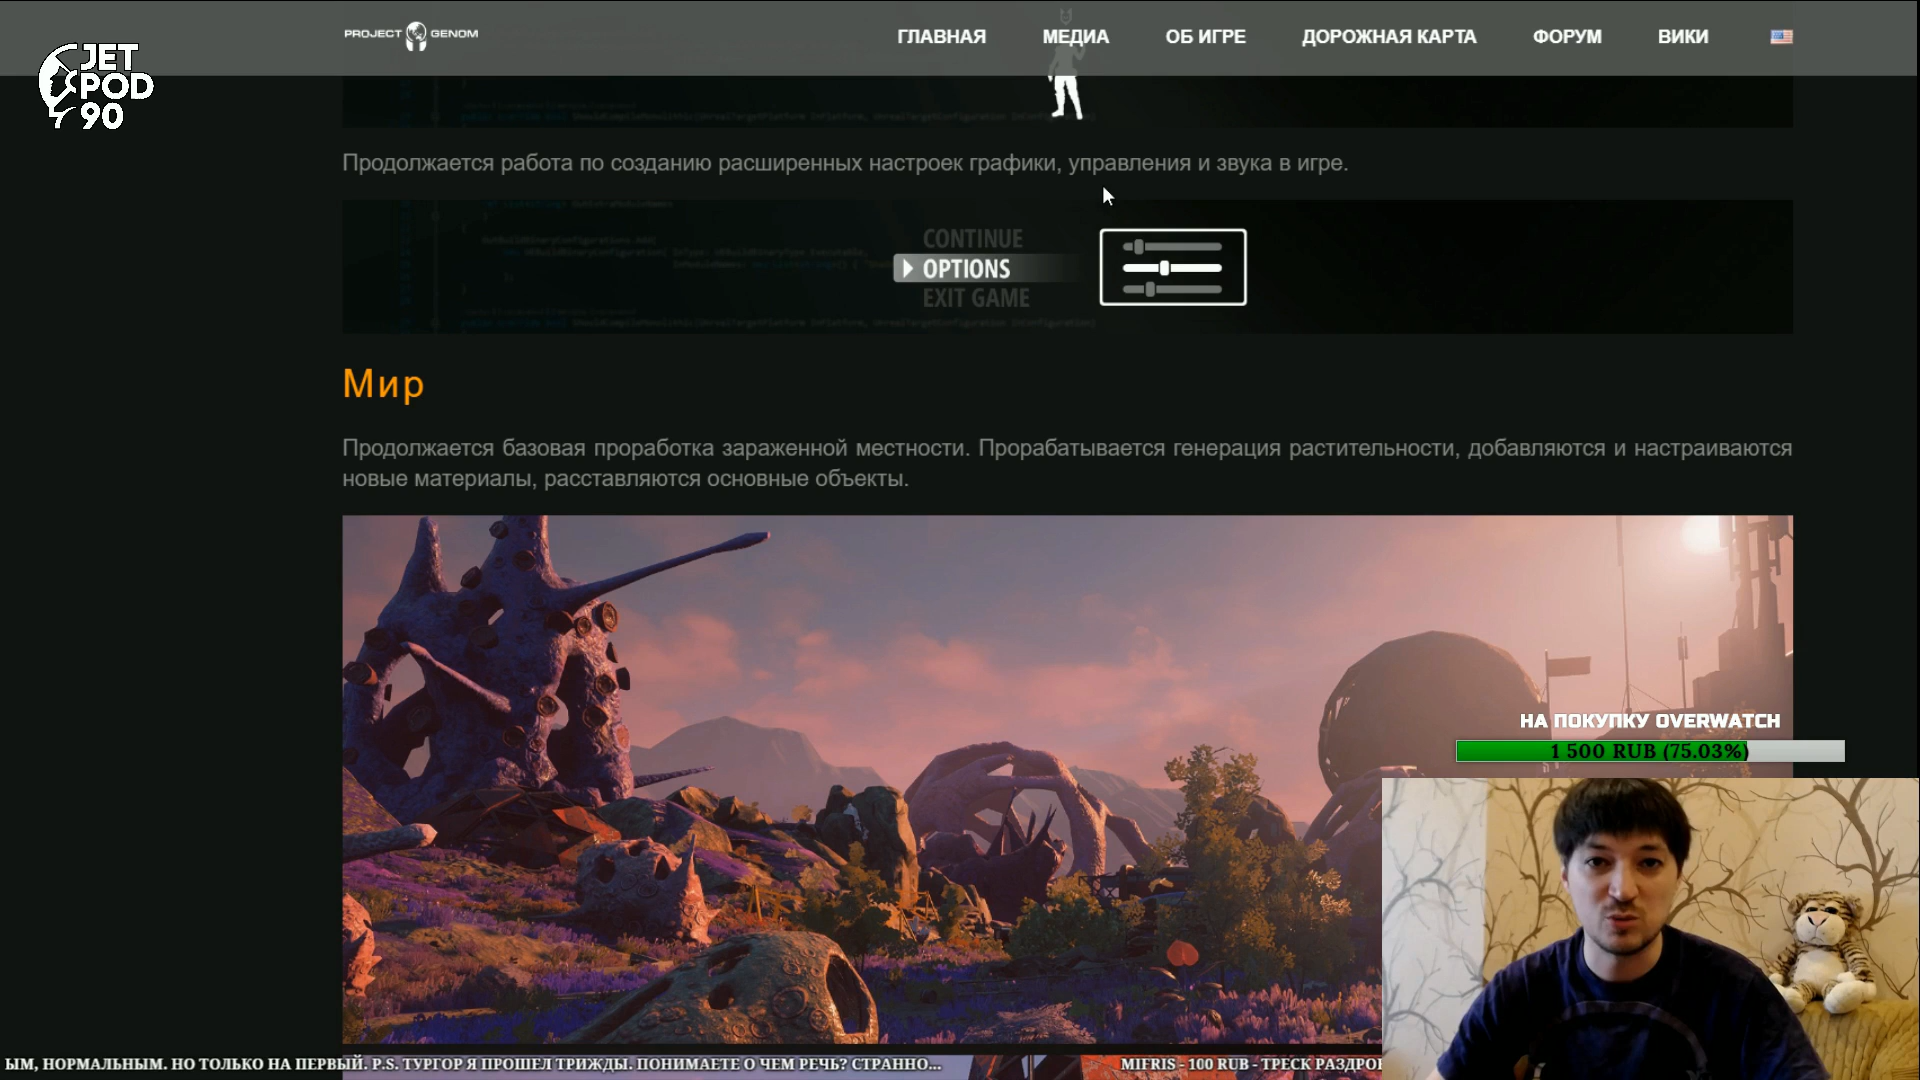 JET
POD
90
PROJECT GENOM
ГЛАВНАЯ
МЕДИА
ОБ ИГРЕ
ДОРОЖНАЯ КАРТА
ФОРУМ
ВИКИ
Продолжается работа по созданию расширенных настроек графики, управления и звука в игре.
CONTINUE
OPTIONS
EXIT GAME
Мир
Продолжается базовая проработка зараженной местности. Прорабатывается генерация растительности, добавляются и настраиваются
новые материалы, расставляются основные объекты.
НА ПОКУПКУ OVERWATCH
1 500 RUB (75.03%)
ЫМ, НОРМАЛЬНЫМ. НО ТОЛЬКО НА ПЕРВЫЙ. P.S. ТУРГОР Я ПРОШЕЛ ТРИЖДЫ. ПОНИМАЕТЕ О ЧЕМ РЕЧЬ? СТРАННО...
MIFRIS - 100 RUB - ТРЕСК РАЗДРО